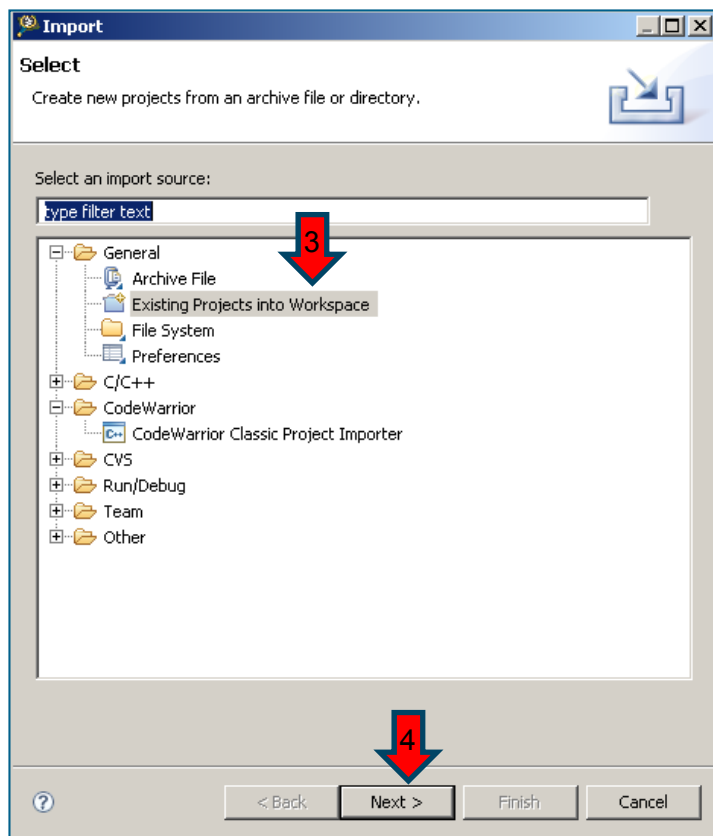 Import
Select
Create new projects from an archive file or directory.
Select an import source:
type filter text
3
General
Archive File
Existing Projects into Workspace
File System
Preferences
C/C++
CodeWarrior
C++ CodeWarrior Classic Project Importer
CVS
Run/Debug
Team
Other
4
? < Back Next > Finish Cancel